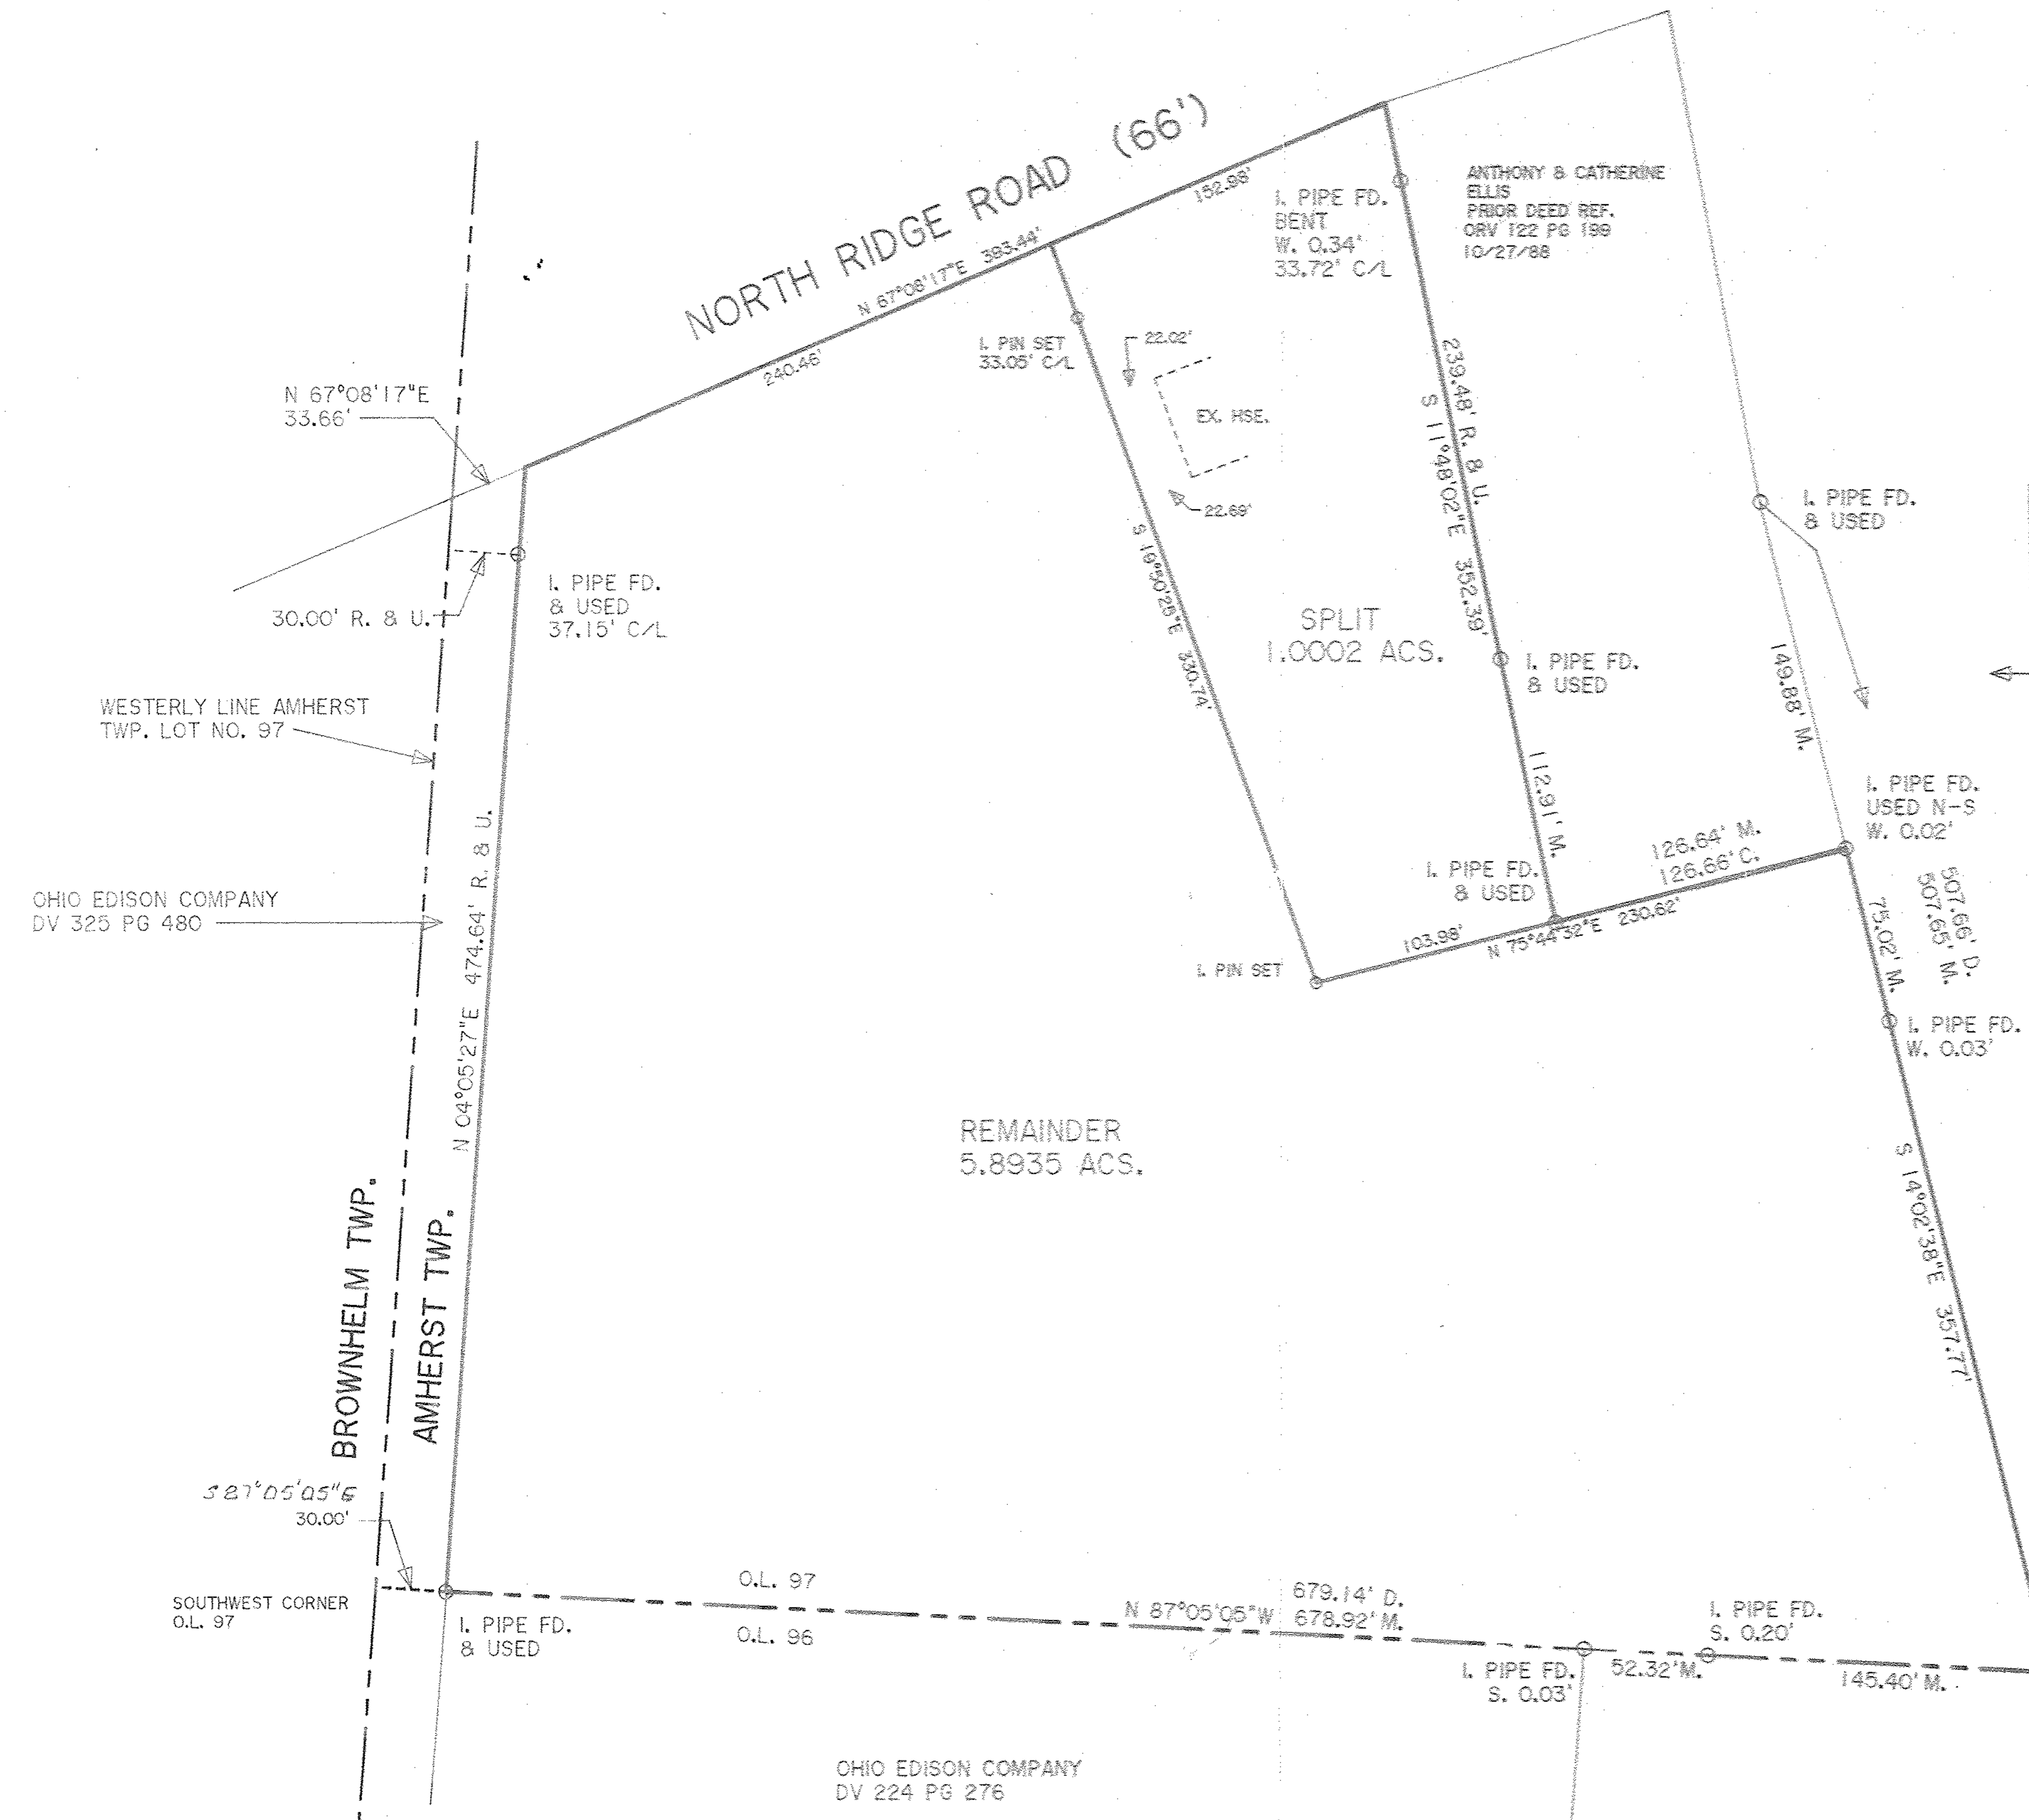 NORTH RIDGE ROAD (66')
152.98'
N 67°08'17"E 393.44'
240.46'
N 67°08'17"E
33.66'
30.00' R. & U.
I. PIPE FD.
& USED
37.15' C/L
I. PIN SET
33.05' C/L
22.02'
EX. HSE.
22.69'
I. PIPE FD.
BENT
W. 0.34'
33.72' C/L
ANTHONY & CATHERINE
ELLIS
PRIOR DEED REF.
ORV 122 PG 199
10/27/88
239.48' R. & U.
S 11°48'02"E 352.39'
S 19°50'28"E 330.74'
SPLIT
1.0002 ACS.
I. PIPE FD.
& USED
I. PIPE FD.
& USED
149.88' M.
112.91' M.
I. PIPE FD.
USED N-S
W. 0.02'
WESTERLY LINE AMHERST
TWP. LOT NO. 97
OHIO EDISON COMPANY
DV 325 PG 480
N 04°05'27"E 474.64' R. & U.
I. PIPE FD.
& USED
126.64' M.
126.66' C.
103.98'
N 75°44'32"E 230.62'
I. PIN SET
507.66' D.
507.65' M.
75.02' M.
I. PIPE FD.
W. 0.03'
S 14°02'38"E 357.77'
REMAINDER
5.8935 ACS.
BROWNHELM TWP.
AMHERST TWP.
S 87°05'05"E
30.00'
SOUTHWEST CORNER
O.L. 97
I. PIPE FD.
& USED
O.L. 97
O.L. 96
N 87°05'05"W
679.14' D.
678.92' M.
I. PIPE FD.
S. 0.20'
I. PIPE FD.
S. 0.03'
52.32' M.
145.40' M.
OHIO EDISON COMPANY
DV 224 PG 276